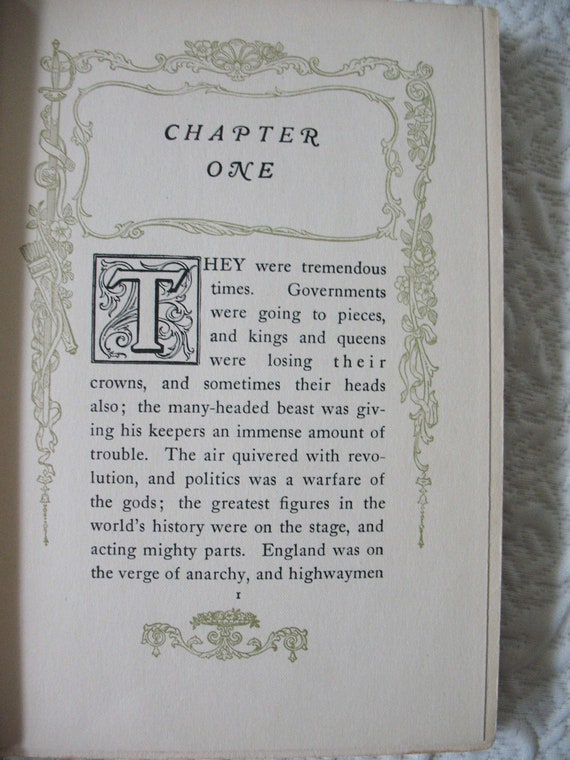 CHAPTER
ONE
THEY were tremendous
times. Governments
were going to pieces,
and kings and queens
were losing their
crowns, and sometimes their heads
also; the many-headed beast was giv-
ing his keepers an immense amount of
trouble. The air quivered with revo-
lution, and politics was a warfare of
the gods; the greatest figures in the
world's history were on the stage, and
acting mighty parts. England was on
the verge of anarchy, and highwaymen
1